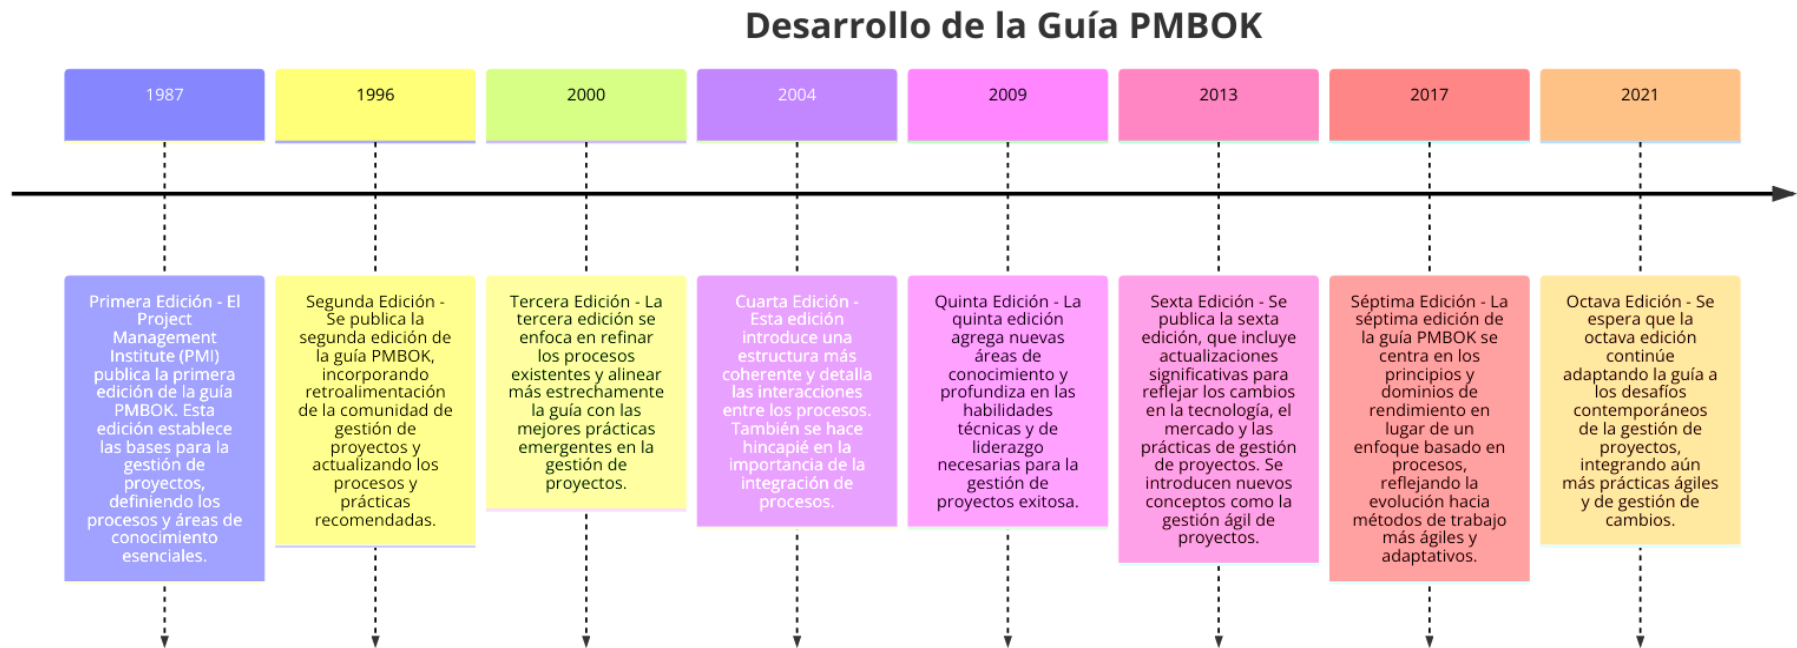 Desarrollo de la Guía PMBOK
1987
1996
2000
2004
2009
2013
2017
2021
Primera Edición - El
Project
Management
Institute (PMI)
publica la primera
edición de la guía
PMBOK. Esta
edición establece
las bases para la
gestión de
proyectos,
definiendo los
procesos y áreas de
conocimiento
esenciales.
Segunda Edición -
Se publica la
segunda edición de
la guía PMBOK,
incorporando
retroalimentación
de la comunidad de
gestión de
proyectos y
actualizando los
procesos y
prácticas
recomendadas.
Tercera Edición - La
tercera edición se
enfoca en refinar
los procesos
existentes y alinear
más estrechamente
la guía con las
mejores prácticas
emergentes en la
gestión de
proyectos.
Cuarta Edición -
Esta edición
introduce una
estructura más
coherente y detalla
las interacciones
entre los procesos.
También se hace
hincapié en la
importancia de la
integración de
procesos.
Quinta Edición - La
quinta edición
agrega nuevas
áreas de
conocimiento y
profundiza en las
habilidades
técnicas y de
liderazgo
necesarias para la
gestión de
proyectos exitosa.
Sexta Edición - Se
publica la sexta
edición, que incluye
actualizaciones
significativas para
reflejar los cambios
en la tecnología, el
mercado y las
prácticas de gestión
de proyectos. Se
introducen nuevos
conceptos como la
gestión ágil de
proyectos.
Séptima Edición - La
séptima edición de
la guía PMBOK se
centra en los
principios y
dominios de
rendimiento en
lugar de un
enfoque basado en
procesos,
reflejando la
evolución hacia
métodos de trabajo
más ágiles y
adaptativos.
Octava Edición - Se
espera que la
octava edición
continúe
adaptando la guía a
los desafíos
contemporáneos
de la gestión de
proyectos,
integrando aún
más prácticas ágiles
y de gestión de
cambios.